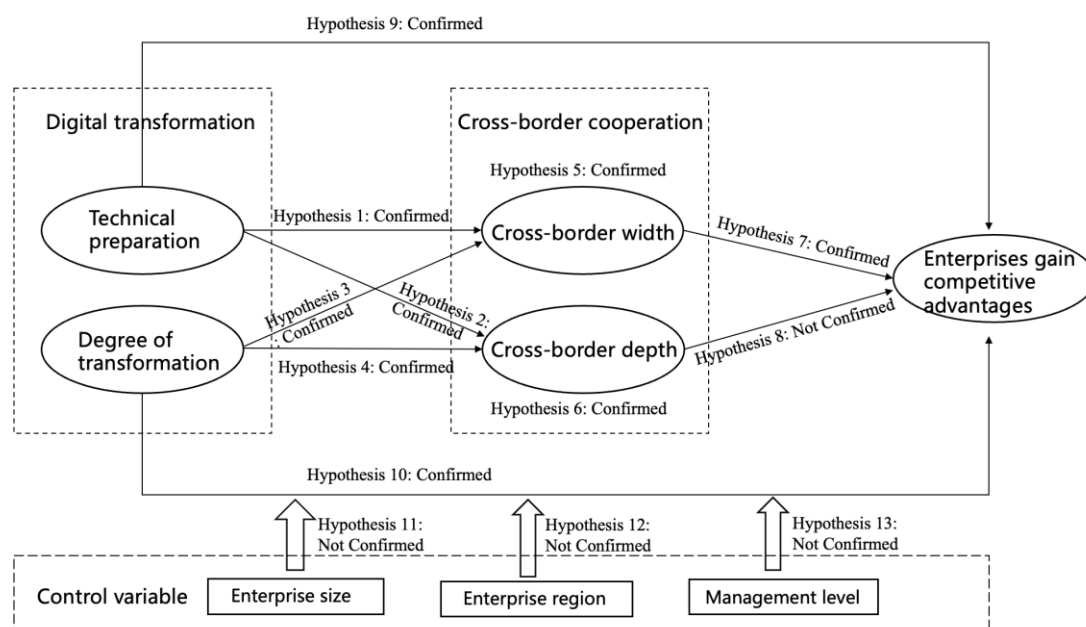 Hypothesis 9: Confirmed
Digital transformation
Cross-border cooperation
Hypothesis 5: Confirmed
Technical
preparation
Hypothesis 1: Confirmed
Cross-border width
Hypothesis 7: Confirmed
Enterprises gain
competitive
advantages
Hypothesis 3
: Confirmed
Hypothesis 2:
Confirmed
Degree of
transformation
Hypothesis 4: Confirmed
Cross-border depth
Hypothesis 8: Not Confirmed
Hypothesis 6: Confirmed
Hypothesis 10: Confirmed
Hypothesis 11:
Not Confirmed
Hypothesis 12:
Not Confirmed
Hypothesis 13:
Not Confirmed
Control variable
Enterprise size
Enterprise region
Management level